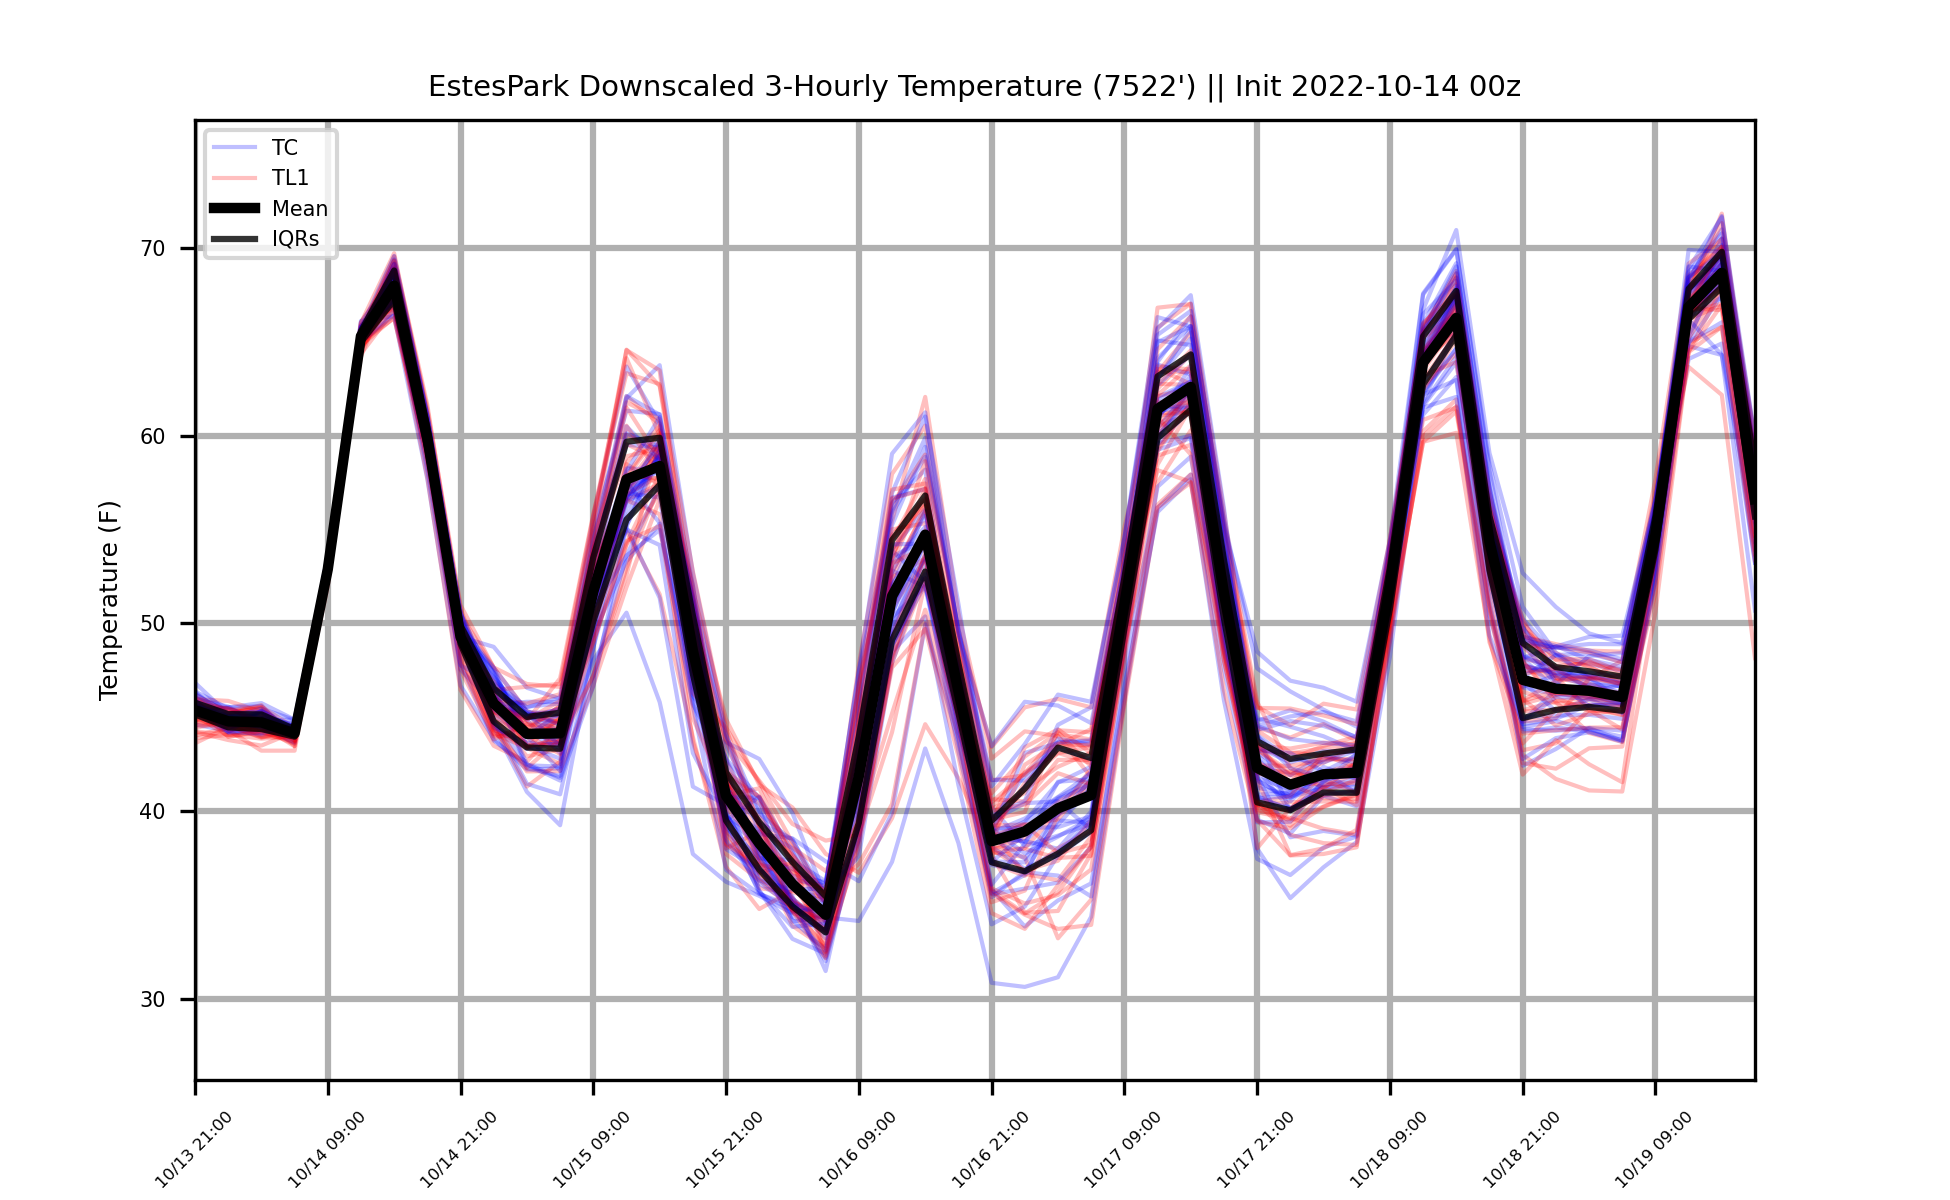 EstesPark Downscaled 3-Hourly Temperature (7522') || Init 2022-10-14 00z
TC
TL1
Mean
IQRs
Temperature (F)
70
60
50
40
30
10/13 21:00
10/14 09:00
10/14 21:00
10/15 09:00
10/15 21:00
10/16 09:00
10/16 21:00
10/17 09:00
10/17 21:00
10/18 09:00
10/18 21:00
10/19 09:00